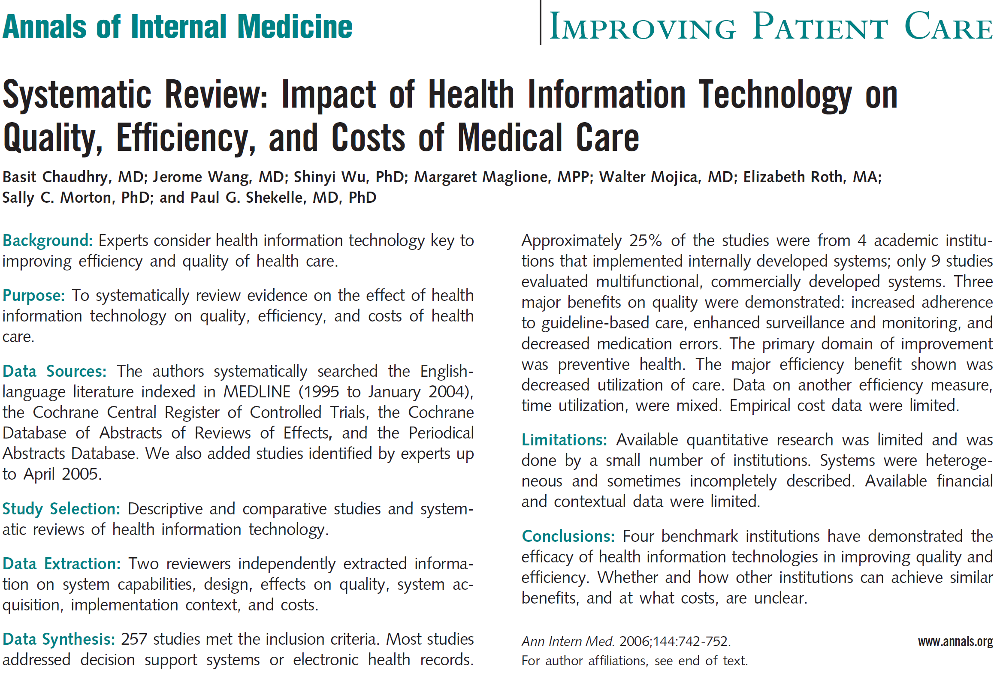 Annals of Internal Medicine
IMPROVING PATIENT CARE
Systematic Review: Impact of Health Information Technology on
Quality, Efficiency, and Costs of Medical Care
Basit Chaudhry, MD; Jerome Wang, MD; Shinyi Wu, PhD; Margaret Maglione, MPP; Walter Mojica, MD; Elizabeth Roth, MA;
Sally C. Morton, PhD; and Paul G. Shekelle, MD, PhD
Background: Experts consider health information technology key to
improving efficiency and quality of health care.
Purpose: To systematically review evidence on the effect of health
information technology on quality, efficiency, and costs of health
care.
Data Sources: The authors systematically searched the English-
language literature indexed in MEDLINE (1995 to January 2004),
the Cochrane Central Register of Controlled Trials, the Cochrane
Database of Abstracts of Reviews of Effects, and the Periodical
Abstracts Database. We also added studies identified by experts up
to April 2005.
Study Selection: Descriptive and comparative studies and system-
atic reviews of health information technology.
Data Extraction: Two reviewers independently extracted informa-
tion on system capabilities, design, effects on quality, system ac-
quisition, implementation context, and costs.
Data Synthesis: 257 studies met the inclusion criteria. Most studies
addressed decision support systems or electronic health records.
Approximately 25% of the studies were from 4 academic institu-
tions that implemented internally developed systems; only 9 studies
evaluated multifunctional, commercially developed systems. Three
major benefits on quality were demonstrated: increased adherence
to guideline-based care, enhanced surveillance and monitoring, and
decreased medication errors. The primary domain of improvement
was preventive health. The major efficiency benefit shown was
decreased utilization of care. Data on another efficiency measure,
time utilization, were mixed. Empirical cost data were limited.
Limitations: Available quantitative research was limited and was
done by a small number of institutions. Systems were heteroge-
neous and sometimes incompletely described. Available financial
and contextual data were limited.
Conclusions: Four benchmark institutions have demonstrated the
efficacy of health information technologies in improving quality and
efficiency. Whether and how other institutions can achieve similar
benefits, and at what costs, are unclear.
Ann Intern Med. 2006;144:742-752.
www.annals.org
For author affiliations, see end of text.